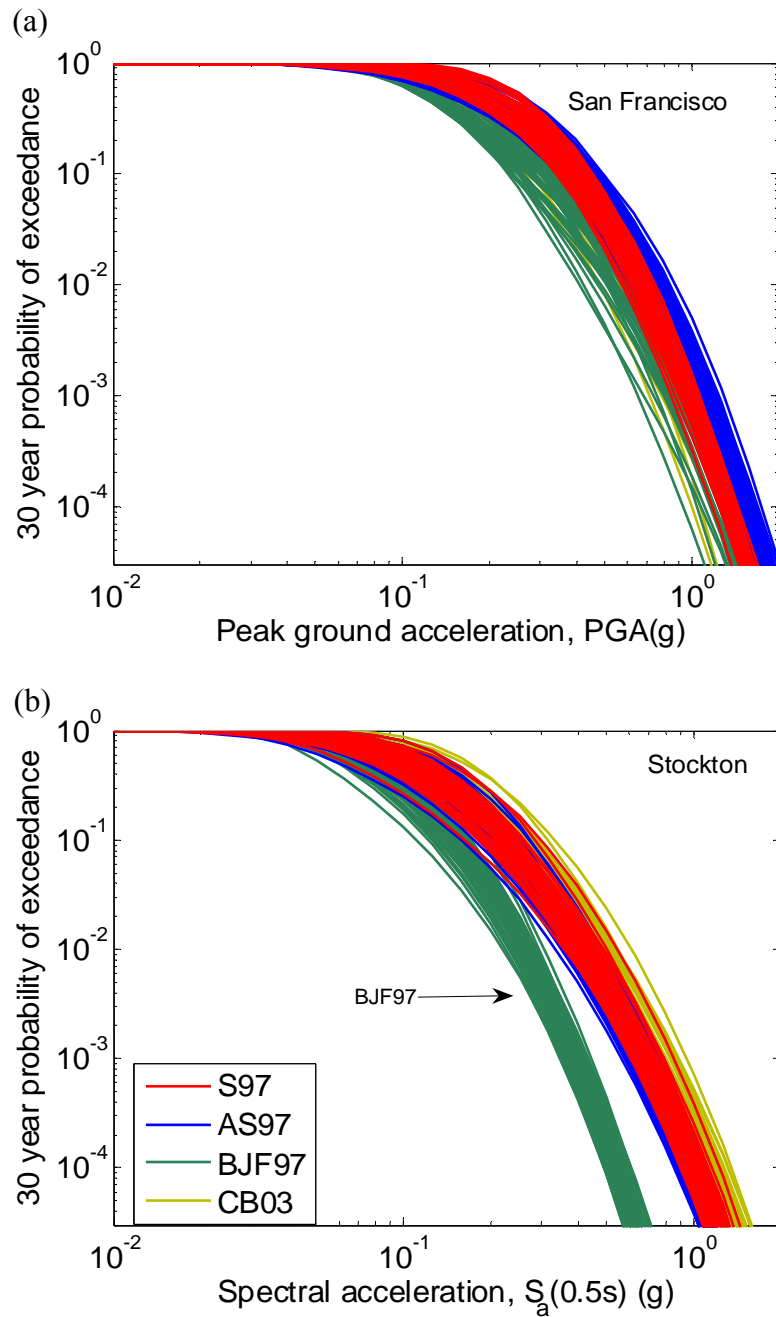 (a)
San Francisco
30 year probability of exceedance
10^0
10^-1
10^-2
10^-3
10^-4
10^-2
10^-1
10^0
Peak ground acceleration, PGA(g)
(b)
Stockton
30 year probability of exceedance
10^0
10^-1
10^-2
10^-3
10^-4
BJF97
S97
AS97
BJF97
CB03
10^-2
10^-1
10^0
Spectral acceleration, S_a(0.5s) (g)